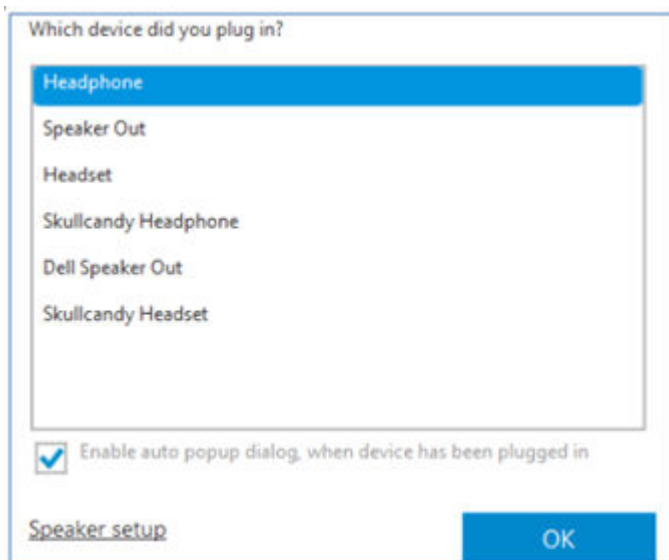 Which device did you plug in?
Headphone
Speaker Out
Headset
Skullcandy Headphone
Dell Speaker Out
Skullcandy Headset
Enable auto popup dialog, when device has been plugged in
Speaker setup
OK